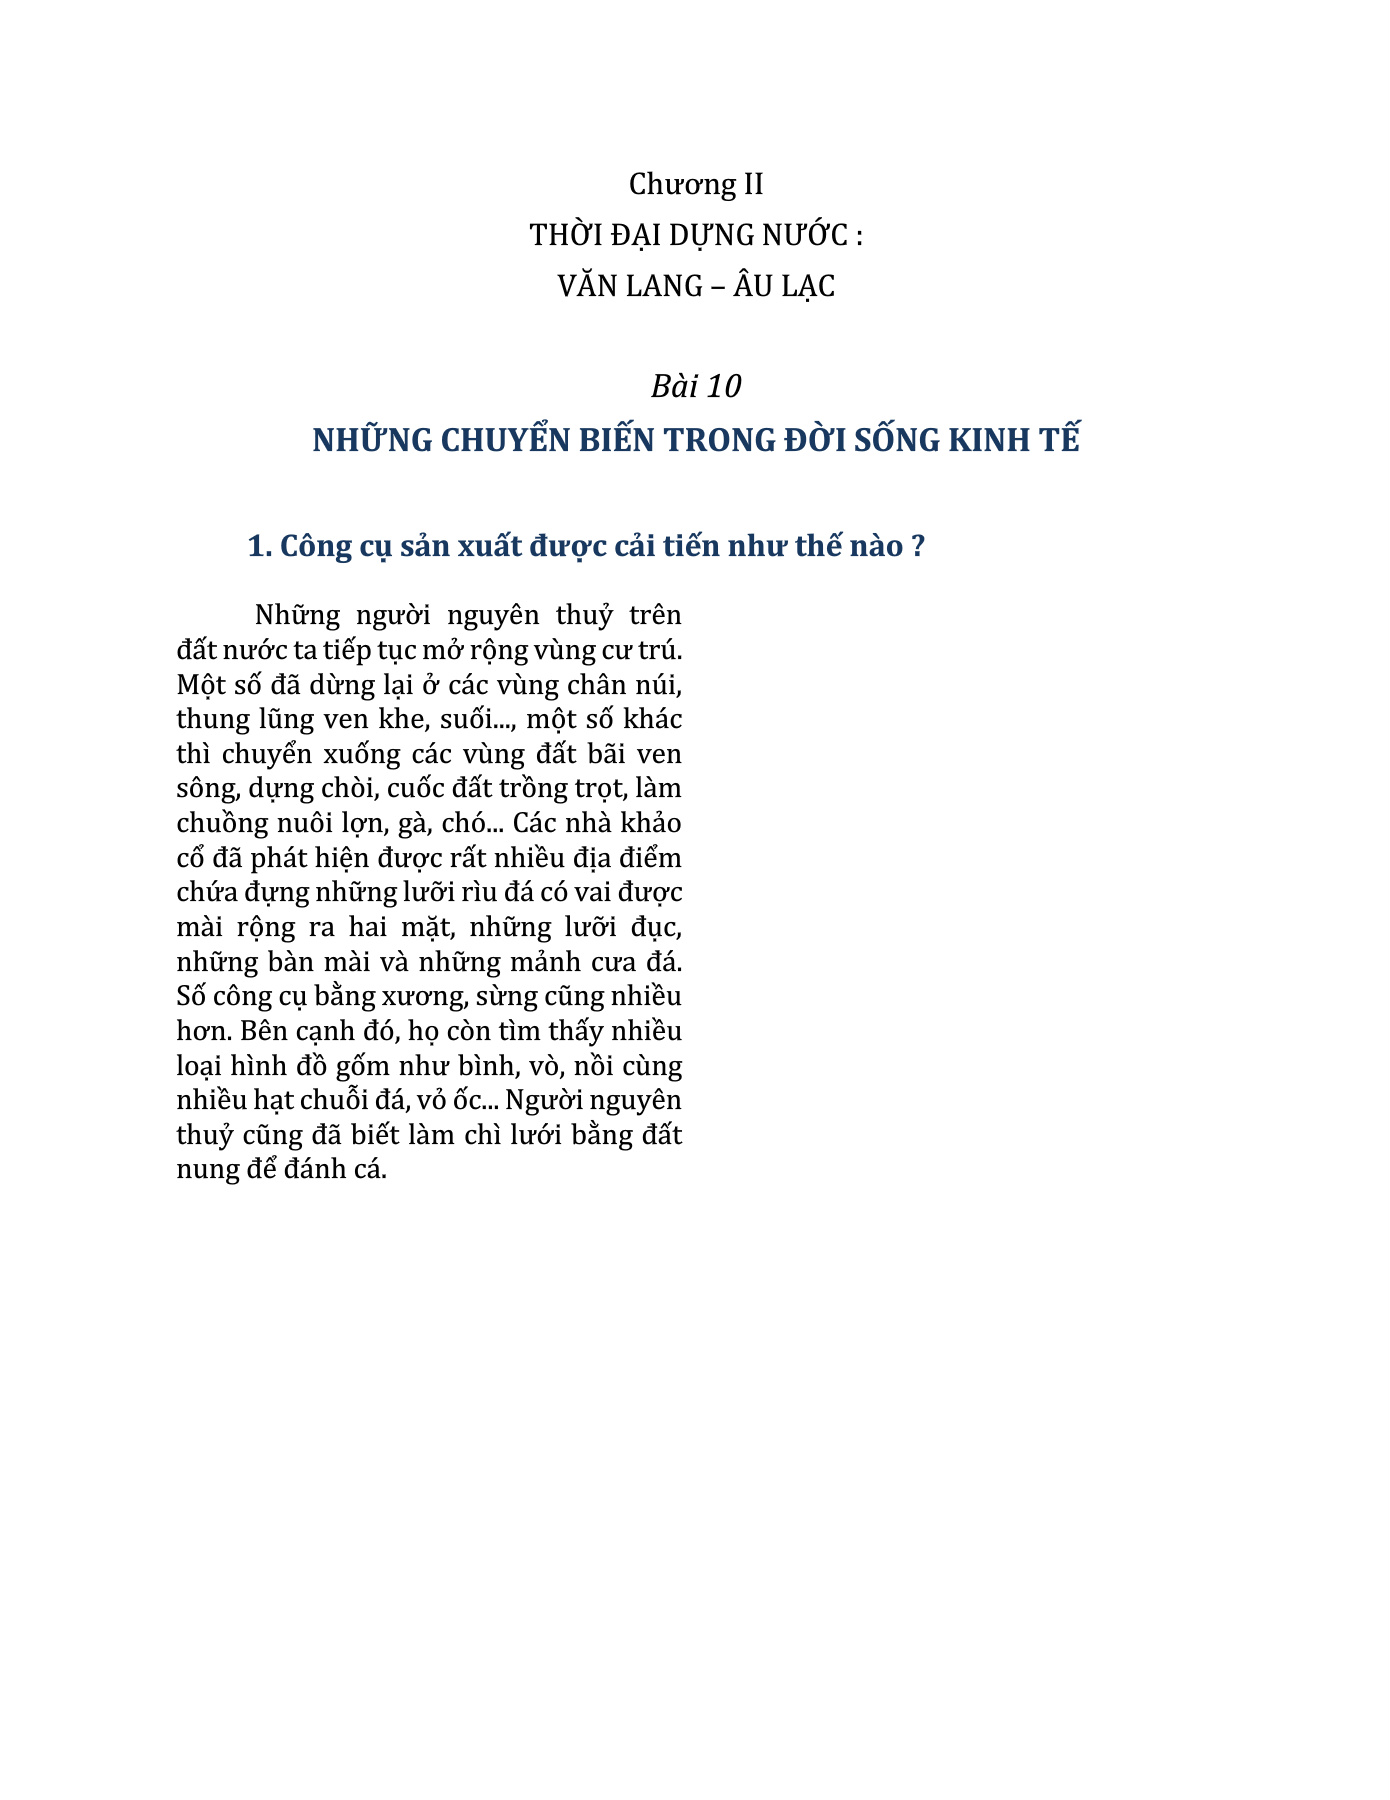 Chương II
THỜI ĐẠI DỰNG NƯỚC :
VĂN LANG – ÂU LẠC
Bài 10
NHỮNG CHUYỂN BIẾN TRONG ĐỜI SỐNG KINH TẾ
1. Công cụ sản xuất được cải tiến như thế nào ?
Những người nguyên thuỷ trên
đất nước ta tiếp tục mở rộng vùng cư trú.
Một số đã dừng lại ở các vùng chân núi,
thung lũng ven khe, suối..., một số khác
thì chuyển xuống các vùng đất bãi ven
sông, dựng chòi, cuốc đất trồng trọt, làm
chuồng nuôi lợn, gà, chó... Các nhà khảo
cổ đã phát hiện được rất nhiều địa điểm
chứa đựng những lưỡi rìu đá có vai được
mài rộng ra hai mặt, những lưỡi đục,
những bàn mài và những mảnh cưa đá.
Số công cụ bằng xương, sừng cũng nhiều
hơn. Bên cạnh đó, họ còn tìm thấy nhiều
loại hình đồ gốm như bình, vò, nồi cùng
nhiều hạt chuỗi đá, vỏ ốc... Người nguyên
thuỷ cũng đã biết làm chì lưới bằng đất
nung để đánh cá.